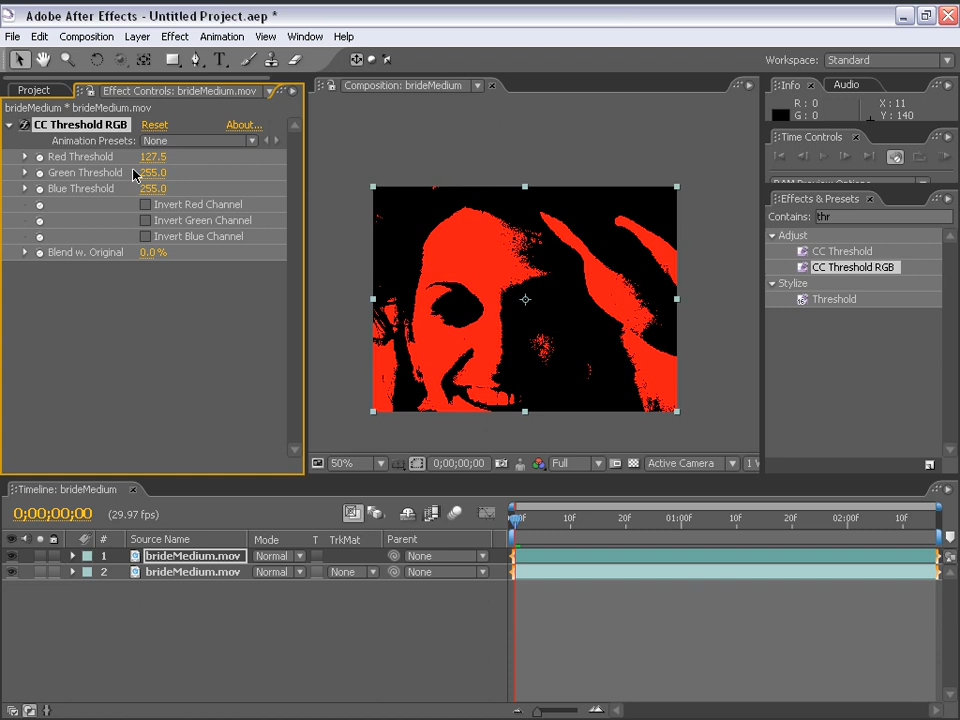 Adobe After Effects - Untitled Project.aep *
File Edit Composition Layer Effect Animation View Window Help
Workspace: Standard
Project Effect Controls: brideMedium.mov
brideMedium * brideMedium.mov
CC Threshold RGB Reset About...
Animation Presets: None
Red Threshold 127.5
Green Threshold 255.0
Blue Threshold 255.0
Invert Red Channel
Invert Green Channel
Invert Blue Channel
Blend w. Original 0.0 %
Composition: brideMedium
50% 0;00;00;00 Full Active Camera 1
Info Audio
R : 0 X : 11
G : 0 Y : 140
Time Controls
Effects & Presets
Contains: thr
Adjust
CC Threshold
CC Threshold RGB
Stylize
Threshold
Timeline: brideMedium
0;00;00;00 (29.97 fps)
10f 20f 01:00f 10f 20f 02:00f 10f
# Source Name Mode T TrkMat Parent
1 brideMedium.mov Normal None
2 brideMedium.mov Normal None None